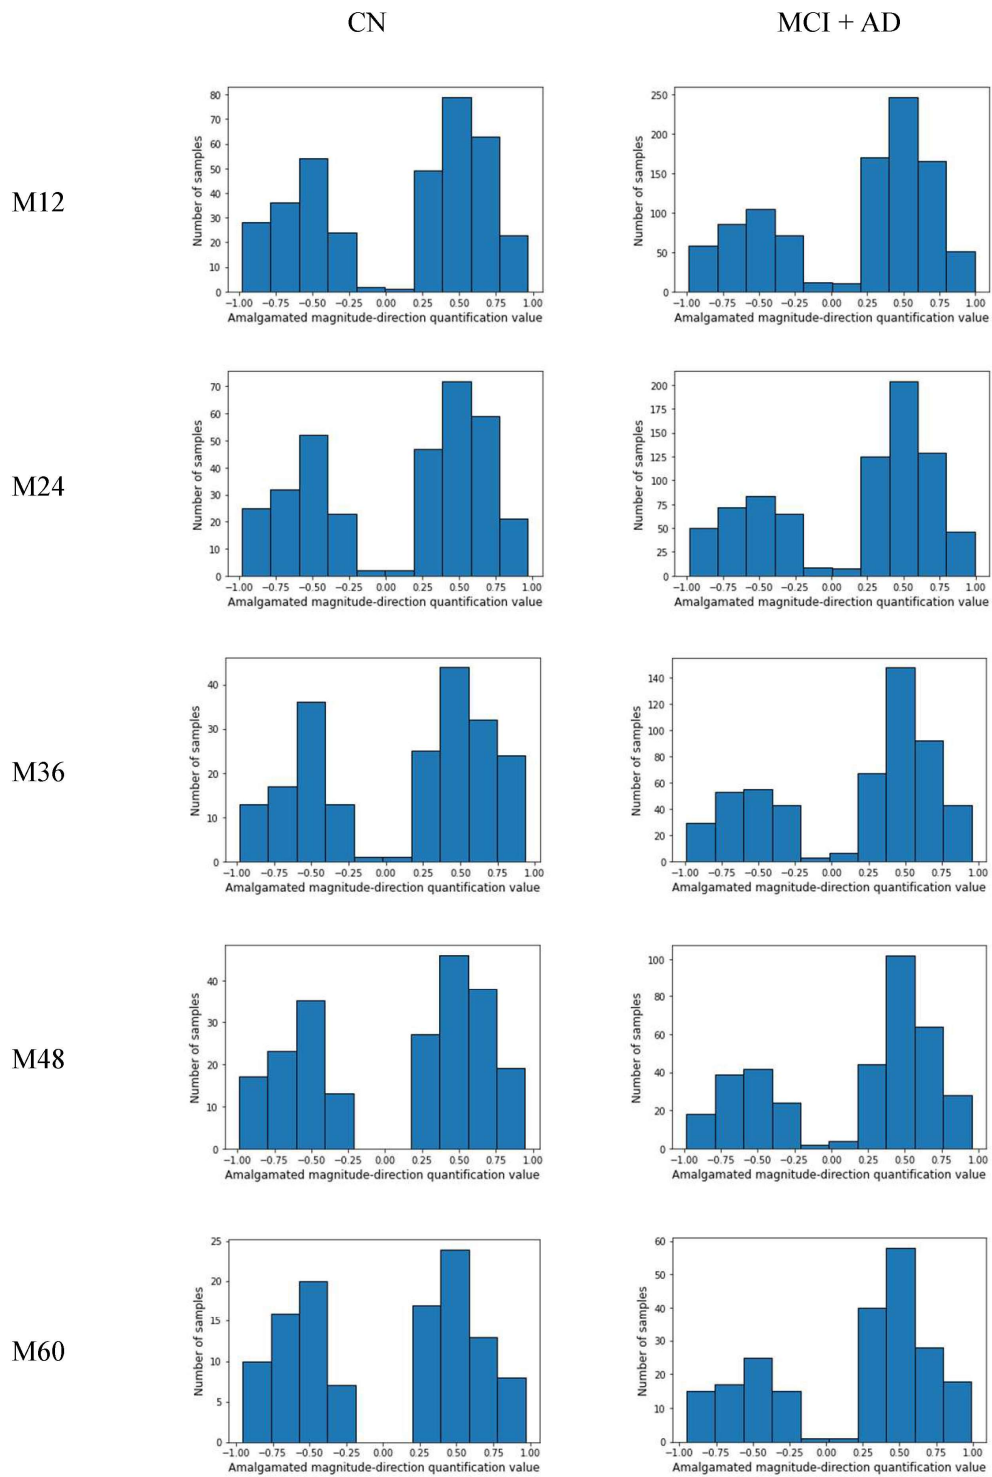 CN
MCI + AD
M12
Number of samples
80
70
60
50
40
30
20
10
0
−1.00 −0.75 −0.50 −0.25 0.00 0.25 0.50 0.75 1.00
Amalgamated magnitude-direction quantification value
Number of samples
250
200
150
100
50
0
−1.00 −0.75 −0.50 −0.25 0.00 0.25 0.50 0.75 1.00
Amalgamated magnitude-direction quantification value
M24
Number of samples
70
60
50
40
30
20
10
0
−1.00 −0.75 −0.50 −0.25 0.00 0.25 0.50 0.75 1.00
Amalgamated magnitude-direction quantification value
Number of samples
200
175
150
125
100
75
50
25
0
−1.00 −0.75 −0.50 −0.25 0.00 0.25 0.50 0.75 1.00
Amalgamated magnitude-direction quantification value
M36
Number of samples
40
30
20
10
0
−1.00 −0.75 −0.50 −0.25 0.00 0.25 0.50 0.75 1.00
Amalgamated magnitude-direction quantification value
Number of samples
140
120
100
80
60
40
20
0
−1.00 −0.75 −0.50 −0.25 0.00 0.25 0.50 0.75 1.00
Amalgamated magnitude-direction quantification value
M48
Number of samples
40
30
20
10
0
−1.00 −0.75 −0.50 −0.25 0.00 0.25 0.50 0.75 1.00
Amalgamated magnitude-direction quantification value
Number of samples
100
80
60
40
20
0
−1.00 −0.75 −0.50 −0.25 0.00 0.25 0.50 0.75 1.00
Amalgamated magnitude-direction quantification value
M60
Number of samples
25
20
15
10
5
0
−1.00 −0.75 −0.50 −0.25 0.00 0.25 0.50 0.75 1.00
Amalgamated magnitude-direction quantification value
Number of samples
60
50
40
30
20
10
0
−1.00 −0.75 −0.50 −0.25 0.00 0.25 0.50 0.75 1.00
Amalgamated magnitude-direction quantification value